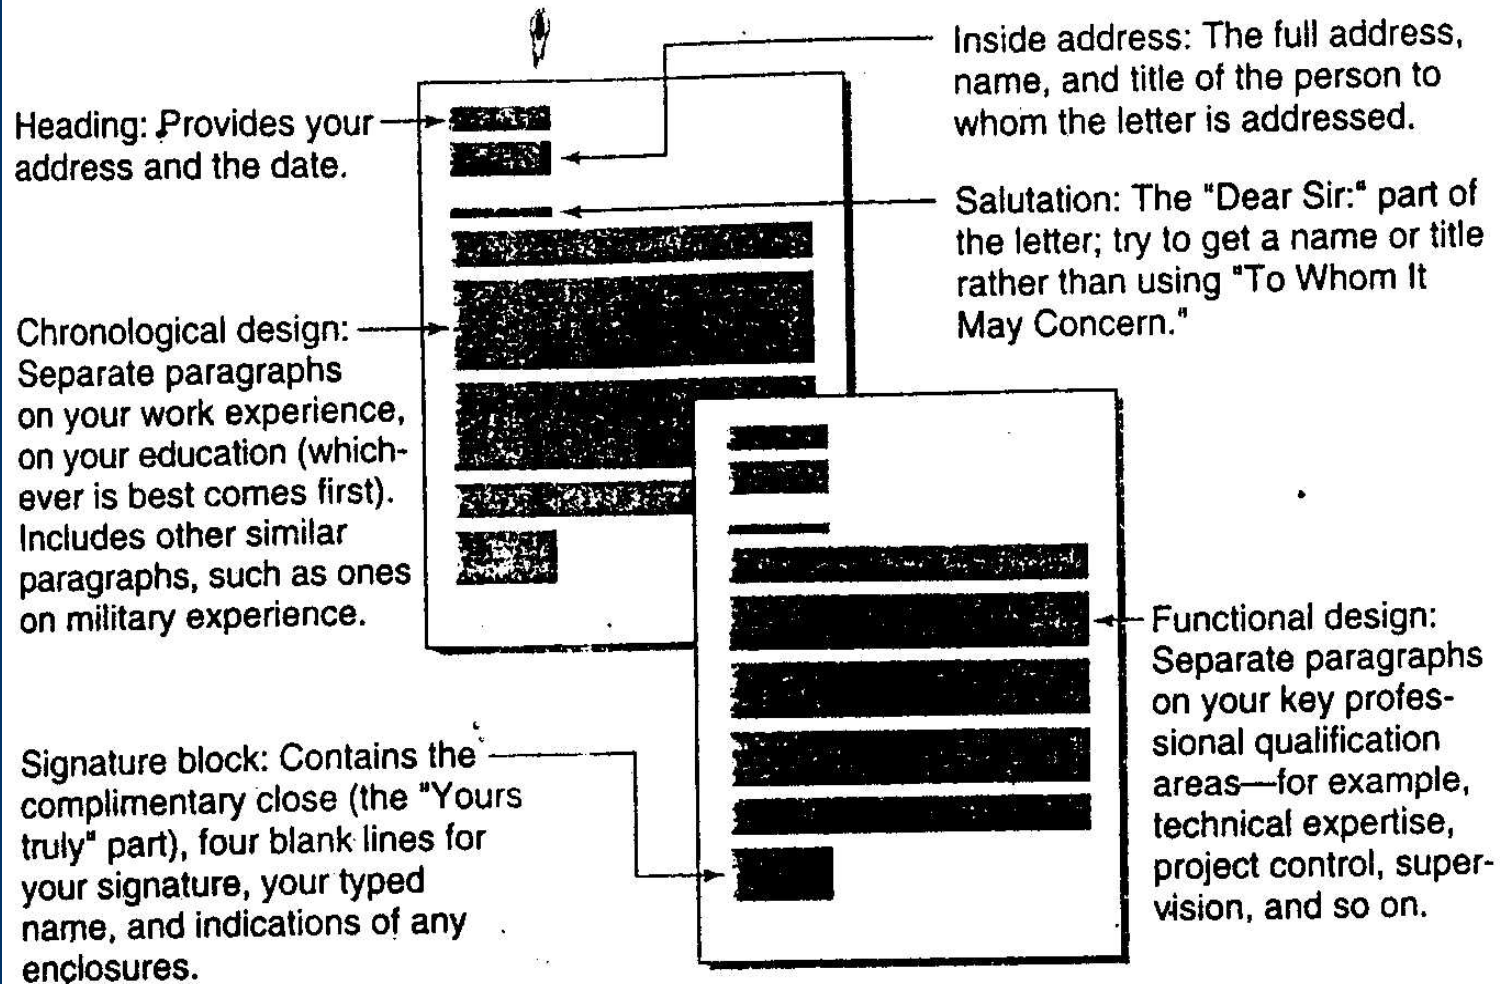 Heading: Provides your
address and the date.
Inside address: The full address,
name, and title of the person to
whom the letter is addressed.
Salutation: The "Dear Sir:" part of
the letter; try to get a name or title
rather than using "To Whom It
May Concern."
Chronological design:
Separate paragraphs
on your work experience,
on your education (which-
ever is best comes first).
Includes other similar
paragraphs, such as ones
on military experience.
Functional design:
Separate paragraphs
on your key profes-
sional qualification
areas—for example,
technical expertise,
project control, super-
vision, and so on.
Signature block: Contains the
complimentary close (the "Yours
truly" part), four blank lines for
your signature, your typed
name, and indications of any
enclosures.